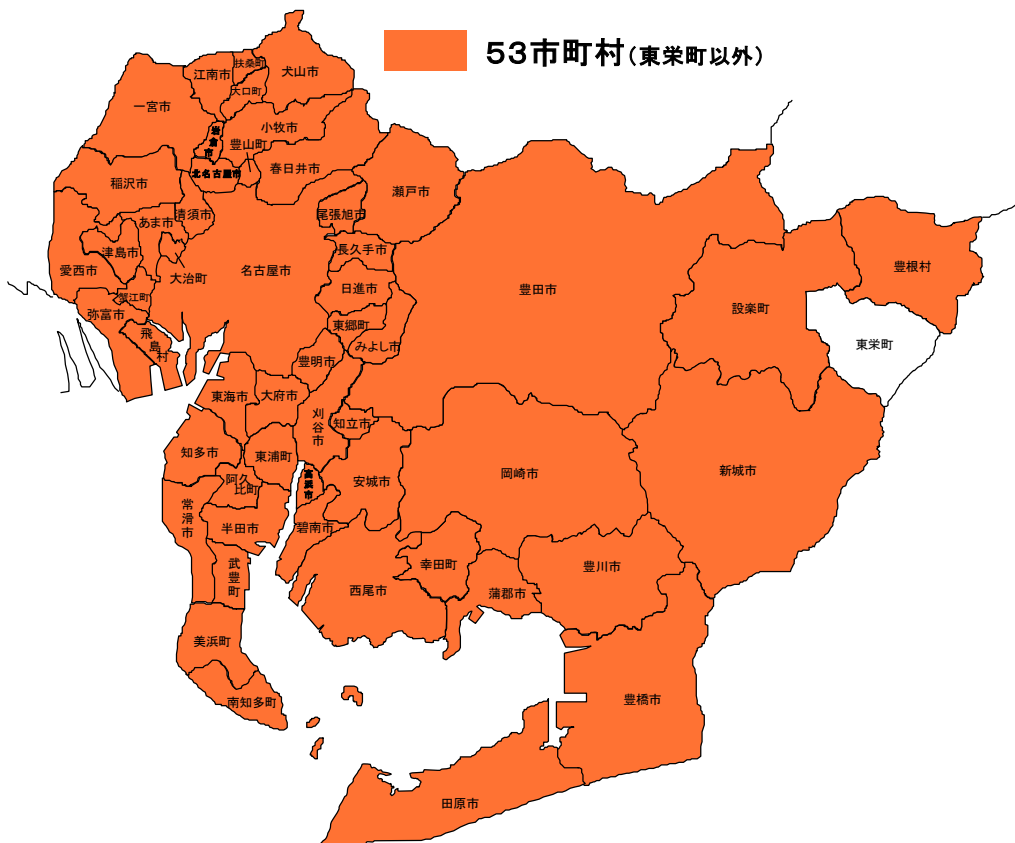 53市町村(東栄町以外)
扶桑町
江南市
犬山市
大口町
一宮市
小牧市
岩倉市
豊山町
春日井市
北名古屋市
稲沢市
瀬戸市
清須市
尾張旭市
あま市
津島市
長久手市
愛西市
大治町
名古屋市
豊根村
日進市
豊田市
蟹江町
設楽町
弥富市
東郷町
飛島村
みよし市
東栄町
豊明市
東海市
大府市
刈谷市
知立市
知多市
東浦町
岡崎市
新城市
阿久比町
高浜市
安城市
常滑市
半田市
碧南市
武豊町
幸田町
豊川市
西尾市
蒲郡市
美浜町
南知多町
豊橋市
田原市